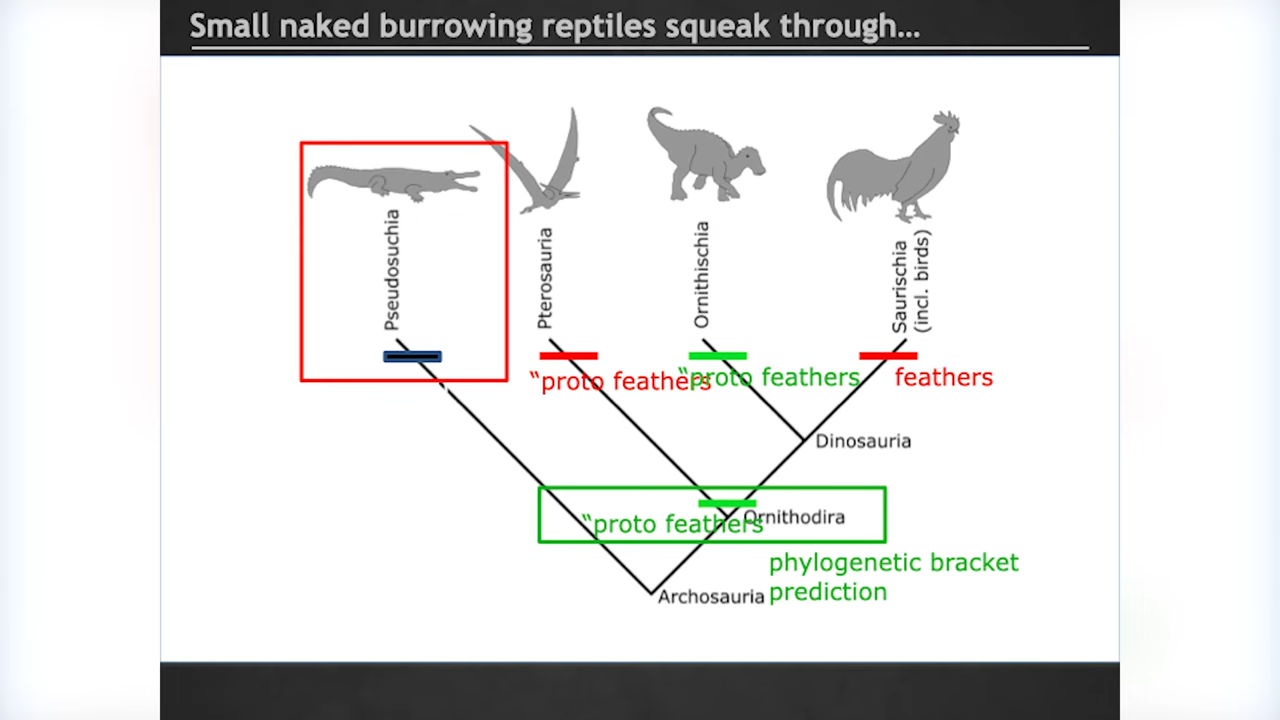 Small naked burrowing reptiles squeak through…
Pseudosuchia
Pterosauria
Ornithischia
Saurischia
(incl. birds)
“proto feathers
“proto feathers
feathers
Dinosauria
“proto feathers
Ornithodira
phylogenetic bracket
prediction
Archosauria